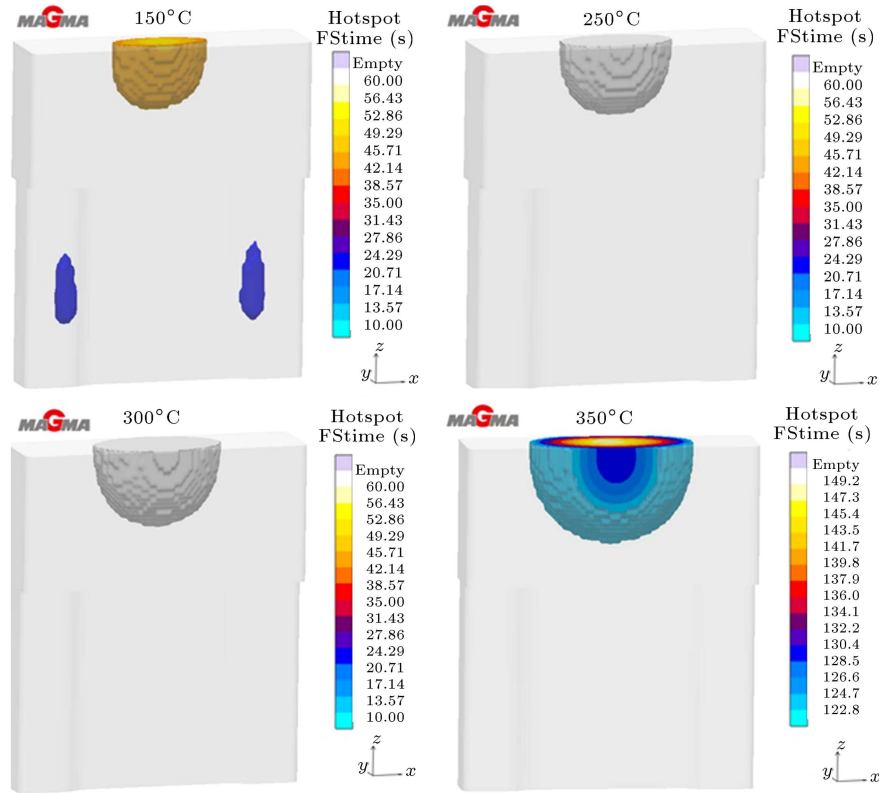 MAGMA
150°C
Hotspot
FStime (s)
Empty
60.00
56.43
52.86
49.29
45.71
42.14
38.57
35.00
31.43
27.86
24.29
20.71
17.14
13.57
10.00
z
y
x
MAGMA
250°C
Hotspot
FStime (s)
Empty
60.00
56.43
52.86
49.29
45.71
42.14
38.57
35.00
31.43
27.86
24.29
20.71
17.14
13.57
10.00
z
y
x
MAGMA
300°C
Hotspot
FStime (s)
Empty
60.00
56.43
52.86
49.29
45.71
42.14
38.57
35.00
31.43
27.86
24.29
20.71
17.14
13.57
10.00
z
y
x
MAGMA
350°C
Hotspot
FStime (s)
Empty
149.2
147.3
145.4
143.5
141.7
139.8
137.9
136.0
134.1
132.2
130.4
128.5
126.6
124.7
122.8
z
y
x